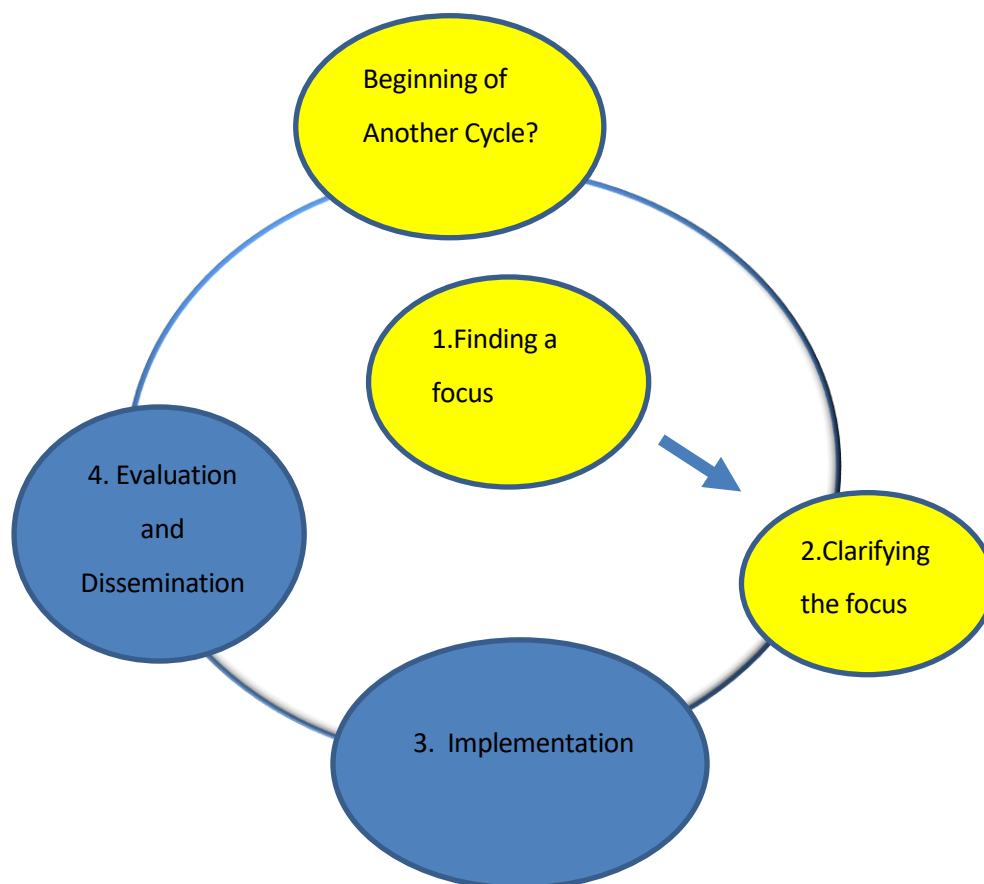 Beginning of
Another Cycle?
1.Finding a
focus
2.Clarifying
the focus
3. Implementation
4. Evaluation
and
Dissemination